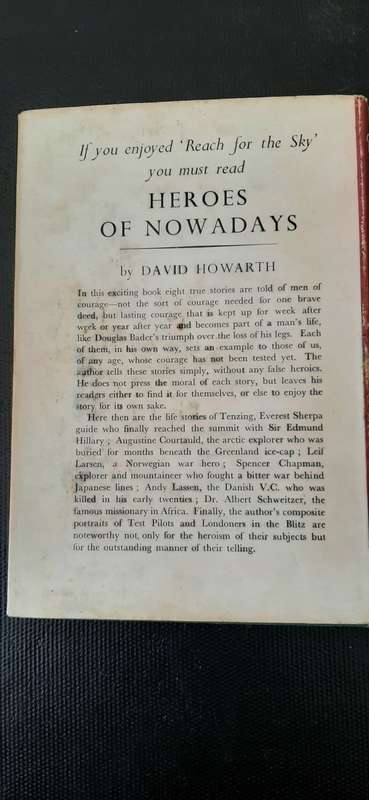 If you enjoyed 'Reach for the Sky'
you must read
HEROES
OF NOWADAYS
by DAVID HOWARTH
In this exciting book eight true stories are told of men of
courage—not the sort of courage needed for one brave
deed, but lasting courage that is kept up for week after
week or year after year and becomes part of a man's life,
like Douglas Bader's triumph over the loss of his legs. Each
of them, in his own way, sets an example to those of us,
of any age, whose courage has not been tested yet. The
author tells these stories simply, without any false heroics.
He does not press the moral of each story, but leaves his
readers either to find it for themselves, or else to enjoy the
story for its own sake.
Here then are the life stories of Tenzing, Everest Sherpa
guide who finally reached the summit with Sir Edmund
Hillary; Augustine Courtauld, the arctic explorer who was
buried for months beneath the Greenland ice-cap; Leif
Larsen, a Norwegian war hero; Spencer Chapman,
explorer and mountaineer who fought a bitter war behind
Japanese lines; Andy Lassen, the Danish V.C. who was
killed in his early twenties; Dr. Albert Schweitzer, the
famous missionary in Africa. Finally, the author's composite
portraits of Test Pilots and Londoners in the Blitz are
noteworthy not only for the heroism of their subjects but
for the outstanding manner of their telling.